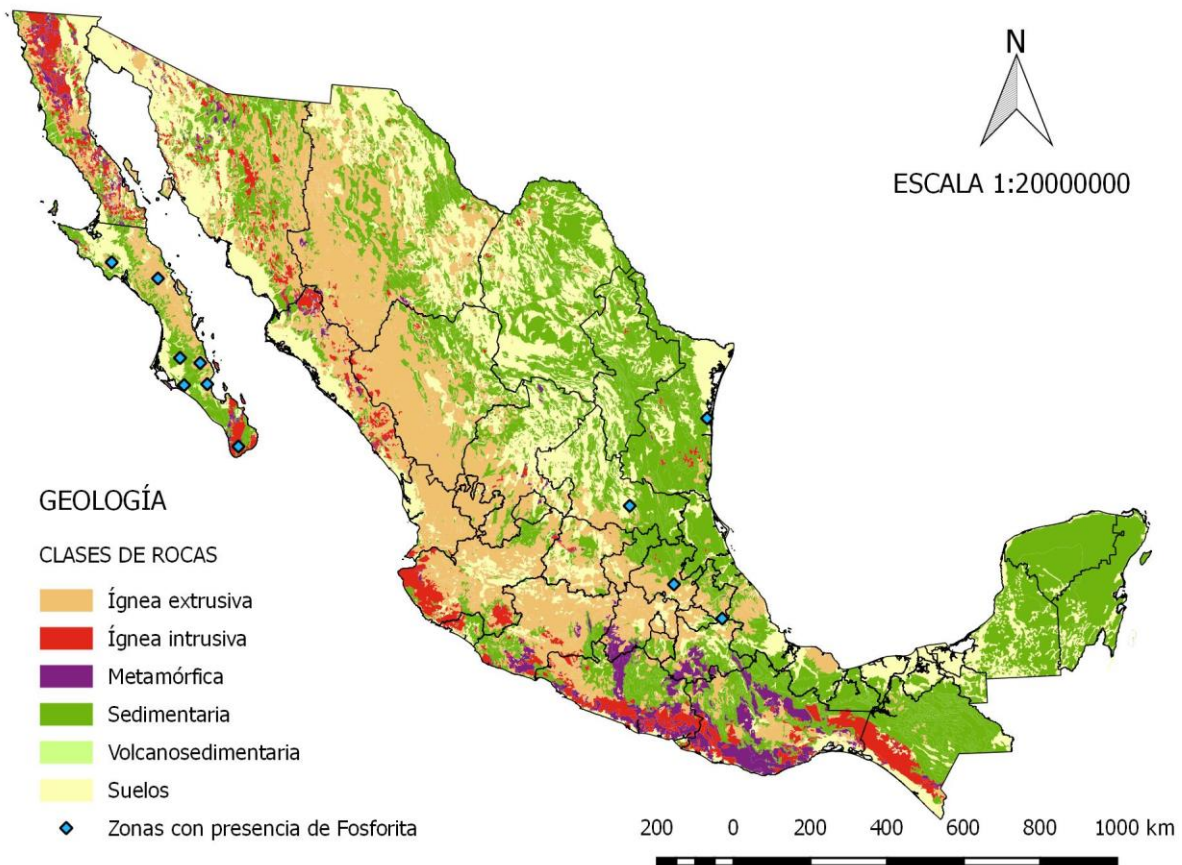 N
ESCALA 1:20000000
GEOLOGÍA
CLASES DE ROCAS
Ígnea extrusiva
Ígnea intrusiva
Metamórfica
Sedimentaria
Volcanosedimentaria
Suelos
Zonas con presencia de Fosforita
200 0 200 400 600 800 1000 km